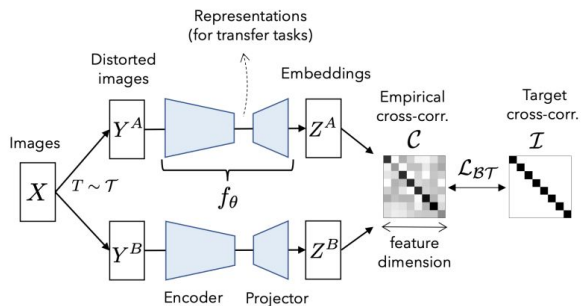 Representations
(for transfer tasks)
Distorted
images
Embeddings
Empirical
cross-corr.
Target
cross-corr.
Images
Y^A
Z^A
C
L_BT
I
X
T ~ T
f_θ
feature
dimension
Y^B
Z^B
Encoder
Projector